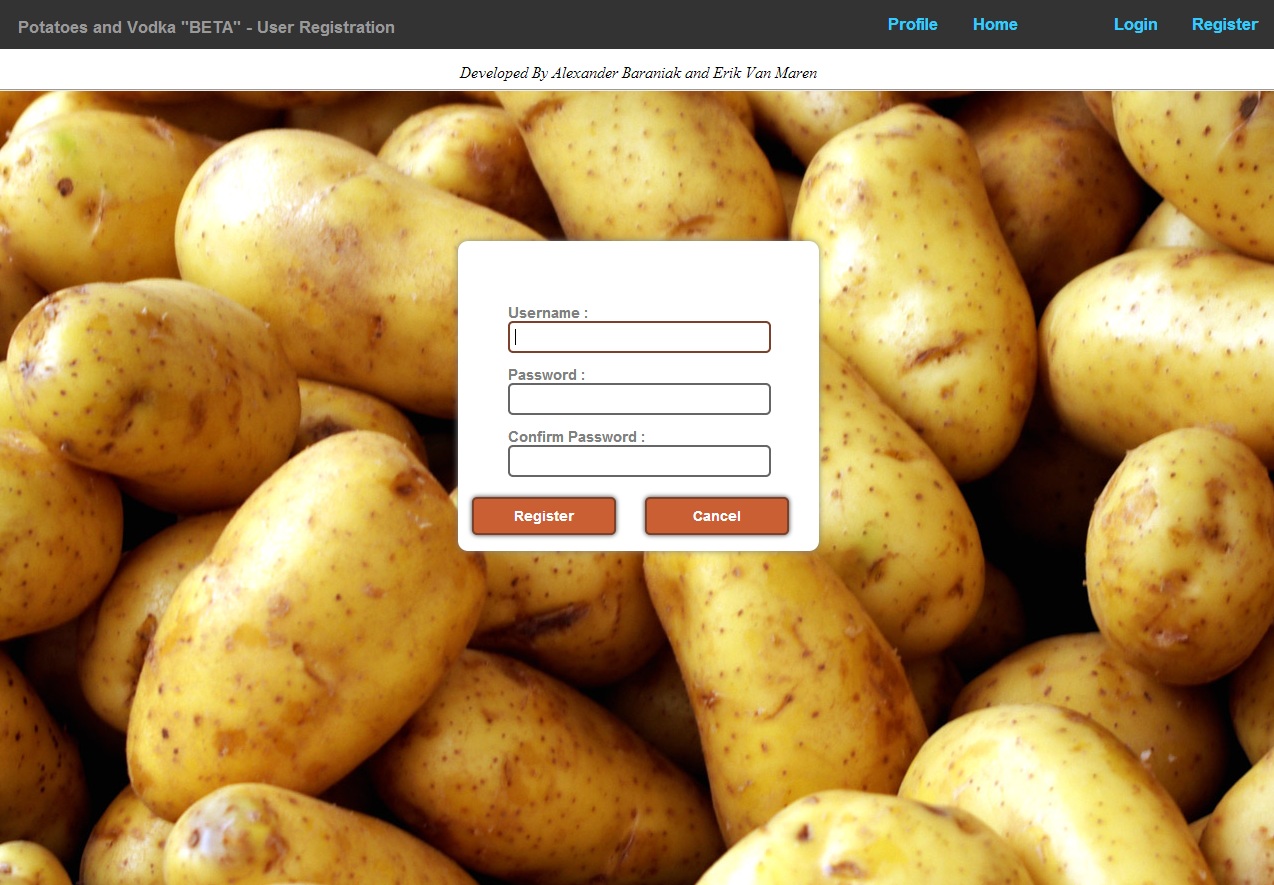 Potatoes and Vodka "BETA" - User Registration Profile Home Login Register
Developed By Alexander Baraniak and Erik Van Maren
Username :
Password :
Confirm Password :
Register Cancel